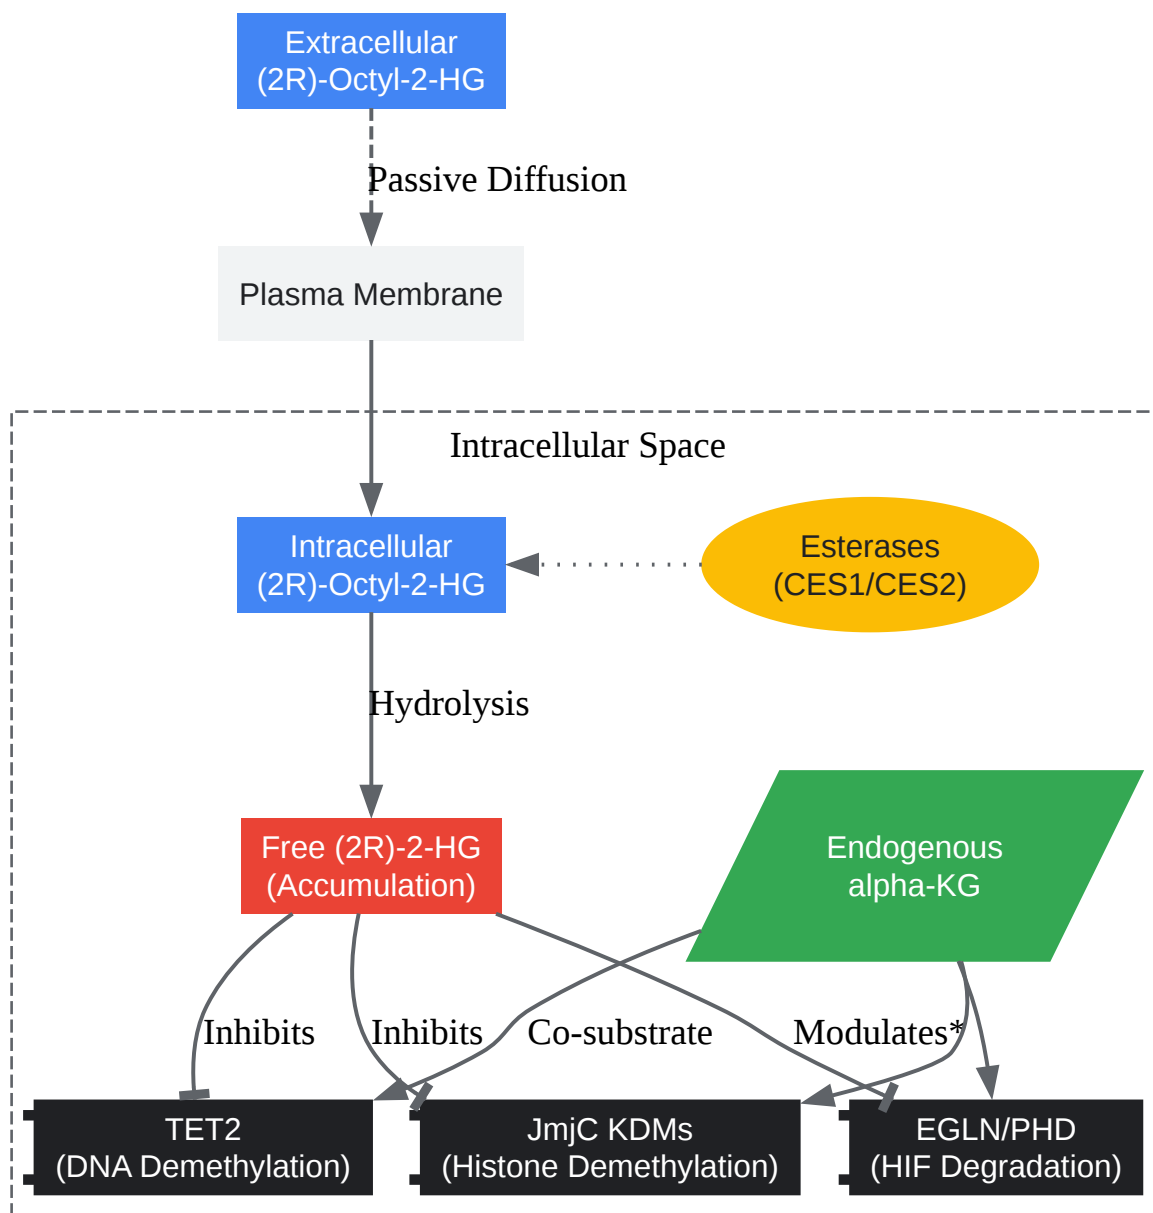 Extracellular
(2R)-Octyl-2-HG
Passive Diffusion
Plasma Membrane
Intracellular Space
Intracellular
(2R)-Octyl-2-HG
Esterases
(CES1/CES2)
Hydrolysis
Free (2R)-2-HG
(Accumulation)
Endogenous
alpha-KG
Inhibits
Inhibits
Co-substrate
Modulates*
TET2
(DNA Demethylation)
JmjC KDMs
(Histone Demethylation)
EGLN/PHD
(HIF Degradation)